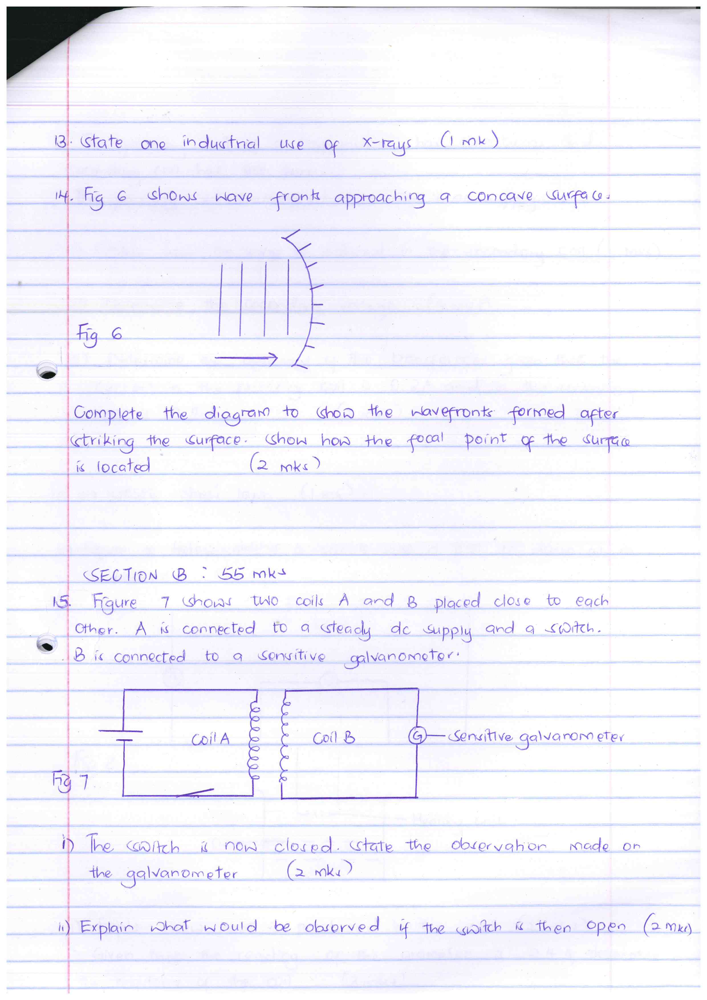 13. State one industrial use of x-rays (1 mk)
14. Fig 6 shows wave fronts approaching a concave surface.
Fig 6
Complete the diagram to show the wavefronts formed after
striking the surface. Show how the focal point of the surface
is located (2 mks)
SECTION B : 55 mks
15. Figure 7 shows two coils A and B placed close to each
other. A is connected to a steady dc supply and a switch.
B is connected to a sensitive galvanometer.
Coil A
Coil B
G
Sensitive galvanometer
Fig 7
i) The switch is now closed. State the observation made on
the galvanometer (2 mks)
ii) Explain what would be observed if the switch is then open (2 mks)